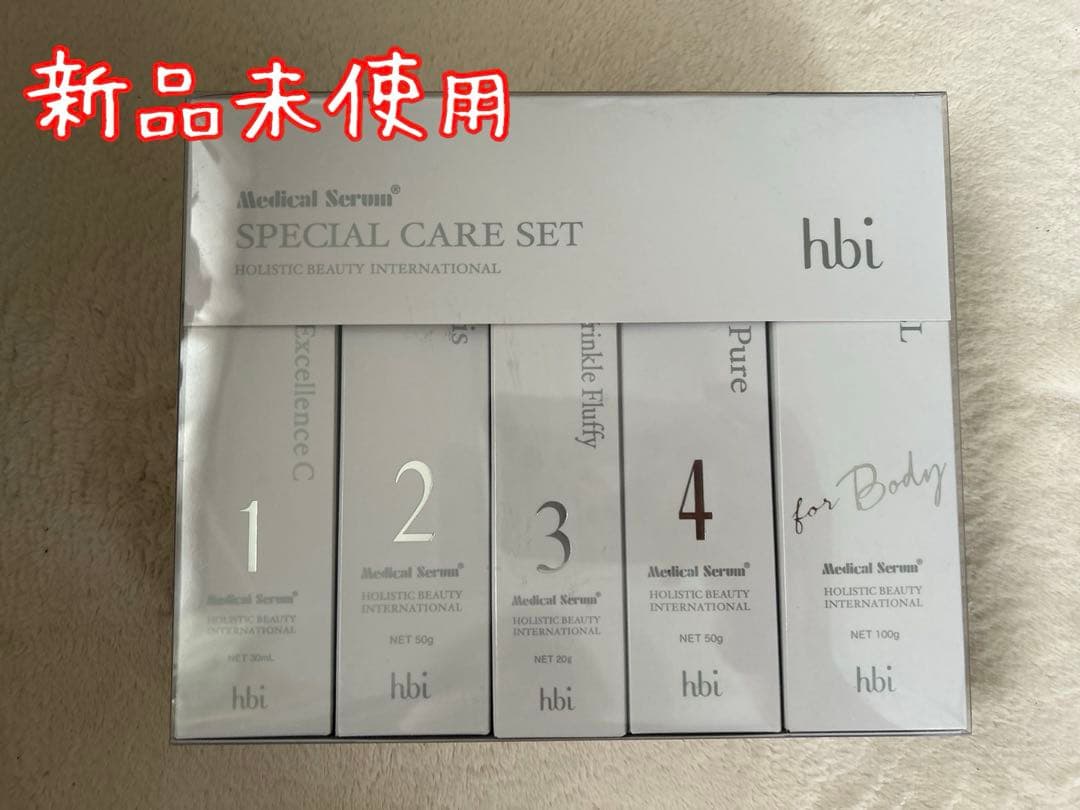 新品未使用
Medical Serum®
SPECIAL CARE SET
HOLISTIC BEAUTY INTERNATIONAL
hbi
Excellence C
1
Medical Serum®
HOLISTIC BEAUTY
INTERNATIONAL
NET 30mL
hbi
is
2
Medical Serum®
HOLISTIC BEAUTY
INTERNATIONAL
NET 50g
hbi
rinkle Fluffy
3
Medical Serum®
HOLISTIC BEAUTY
INTERNATIONAL
NET 20g
hbi
Pure
4
Medical Serum®
HOLISTIC BEAUTY
INTERNATIONAL
NET 50g
hbi
L
for Body
Medical Serum®
HOLISTIC BEAUTY
INTERNATIONAL
NET 100g
hbi